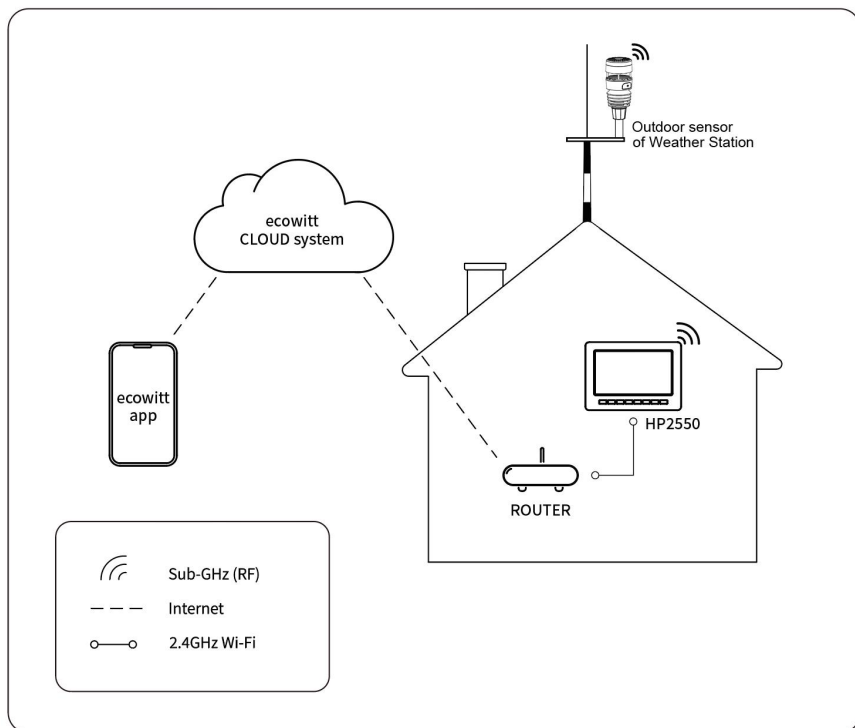 Outdoor sensor
of Weather Station
ecowitt
CLOUD system
ecowitt
app
HP2550
ROUTER
Sub-GHz (RF)
Internet
2.4GHz Wi-Fi